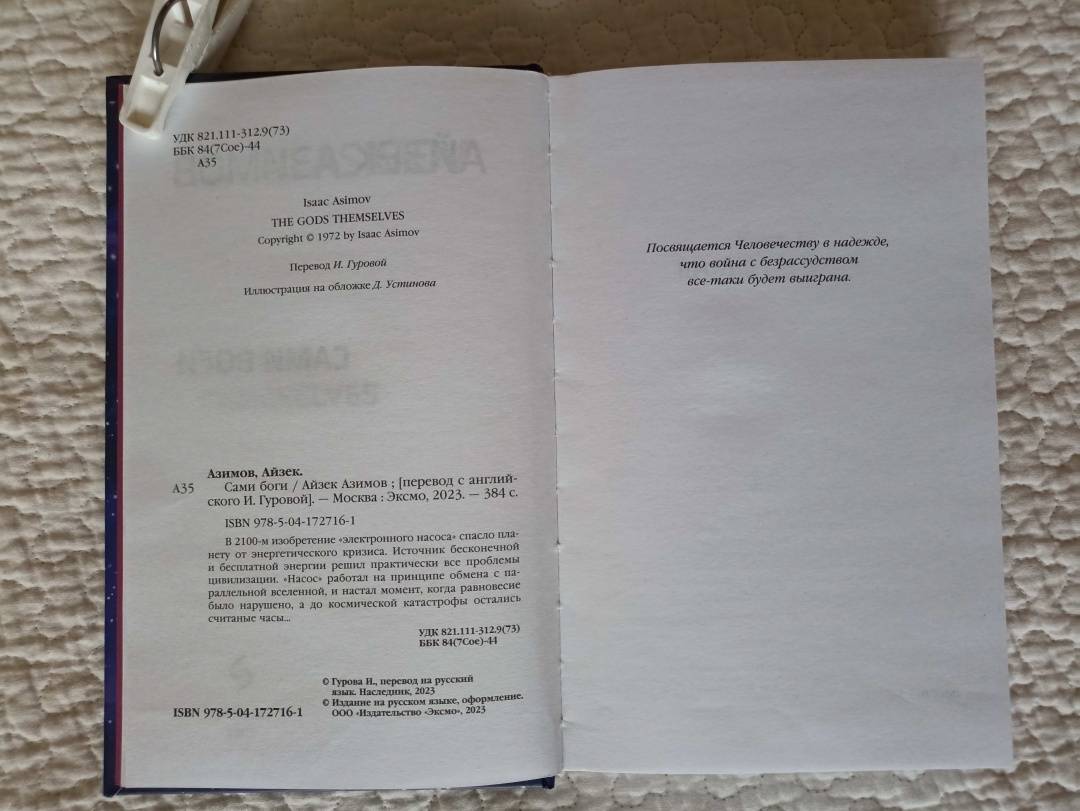 УДК 821.111-312.9(73)
ББК 84(7Сое)-44
А35
Isaac Asimov
THE GODS THEMSELVES
Copyright © 1972 by Isaac Asimov
Перевод И. Гуровой
Иллюстрация на обложке Д. Устинова
Азимов, Айзек.
А35 Сами боги / Айзек Азимов ; [перевод с англий-
ского И. Гуровой]. — Москва : Эксмо, 2023. — 384 с.
ISBN 978-5-04-172716-1
В 2100-м изобретение «электронного насоса» спасло пла-
нету от энергетического кризиса. Источник бесконечной
и бесплатной энергии решил практически все проблемы
цивилизации. «Насос» работал на принципе обмена с па-
раллельной вселенной, и настал момент, когда равновесие
было нарушено, а до космической катастрофы остались
считаные часы...
УДК 821.111-312.9(73)
ББК 84(7Сое)-44
© Гурова И., перевод на русский
язык. Наследник, 2023
© Издание на русском языке, оформление.
ООО «Издательство «Эксмо», 2023
ISBN 978-5-04-172716-1
Посвящается Человечеству в надежде,
что война с безрассудством
все-таки будет выиграна.